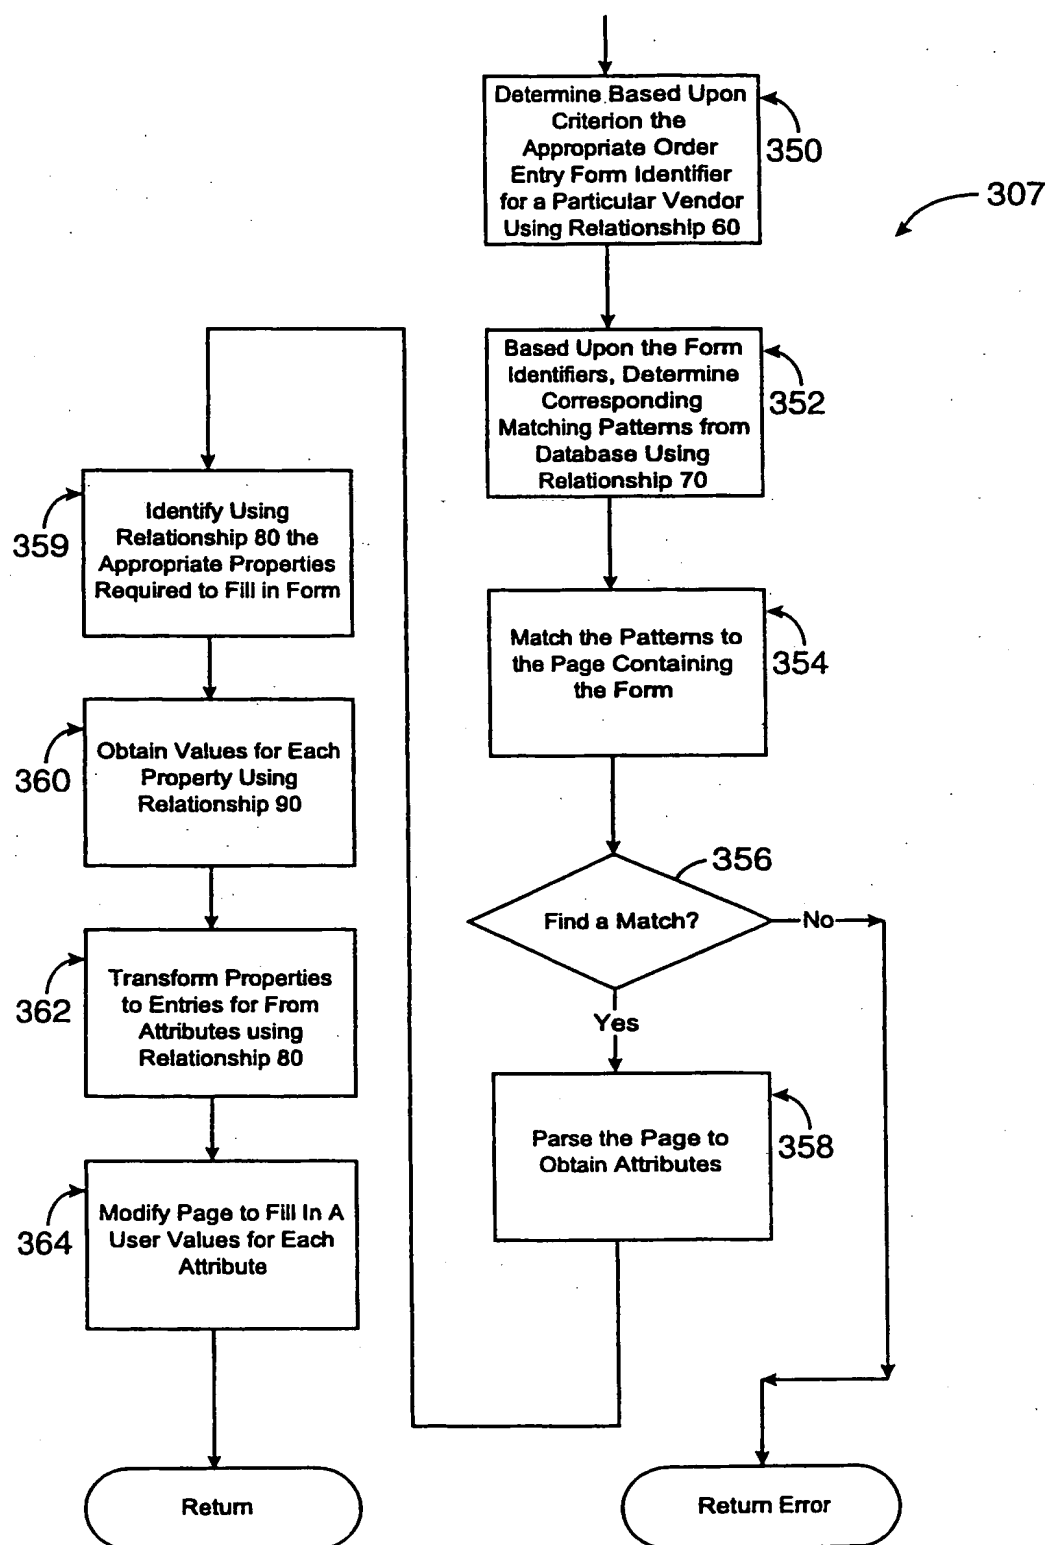 Determine Based Upon
Criterion the
Appropriate Order
Entry Form Identifier
for a Particular Vendor
Using Relationship 60
350
307
Based Upon the Form
Identifiers, Determine
Corresponding
Matching Patterns from
Database Using
Relationship 70
352
Match the Patterns to
the Page Containing
the Form
354
Find a Match?
356
No
Yes
Parse the Page to
Obtain Attributes
358
Identify Using
Relationship 80 the
Appropriate Properties
Required to Fill in Form
359
Obtain Values for Each
Property Using
Relationship 90
360
Transform Properties
to Entries for From
Attributes using
Relationship 80
362
Modify Page to Fill In A
User Values for Each
Attribute
364
Return
Return Error